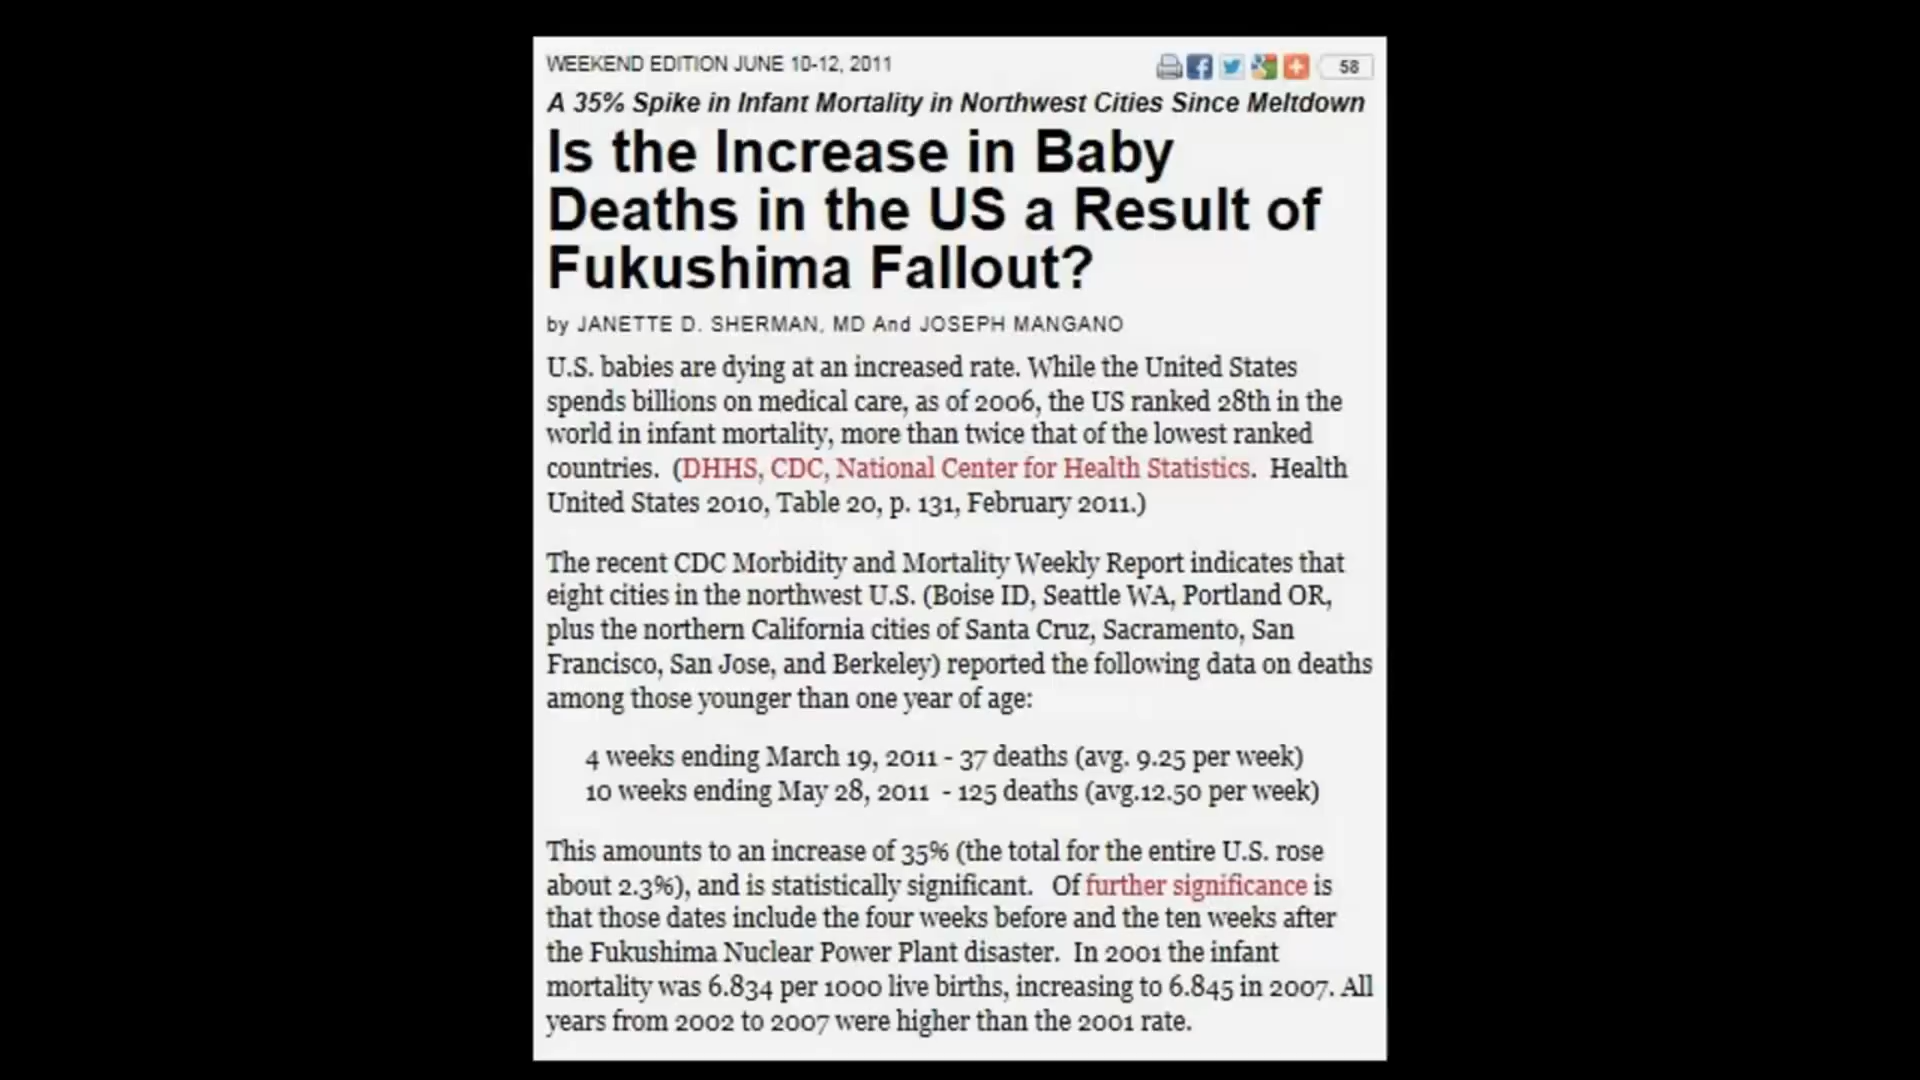 WEEKEND EDITION JUNE 10-12, 2011
58
A 35% Spike in Infant Mortality in Northwest Cities Since Meltdown
Is the Increase in Baby
Deaths in the US a Result of
Fukushima Fallout?
by JANETTE D. SHERMAN, MD And JOSEPH MANGANO
U.S. babies are dying at an increased rate. While the United States
spends billions on medical care, as of 2006, the US ranked 28th in the
world in infant mortality, more than twice that of the lowest ranked
countries. (DHHS, CDC, National Center for Health Statistics. Health
United States 2010, Table 20, p. 131, February 2011.)
The recent CDC Morbidity and Mortality Weekly Report indicates that
eight cities in the northwest U.S. (Boise ID, Seattle WA, Portland OR,
plus the northern California cities of Santa Cruz, Sacramento, San
Francisco, San Jose, and Berkeley) reported the following data on deaths
among those younger than one year of age:
4 weeks ending March 19, 2011 - 37 deaths (avg. 9.25 per week)
10 weeks ending May 28, 2011 - 125 deaths (avg.12.50 per week)
This amounts to an increase of 35% (the total for the entire U.S. rose
about 2.3%), and is statistically significant. Of further significance is
that those dates include the four weeks before and the ten weeks after
the Fukushima Nuclear Power Plant disaster. In 2001 the infant
mortality was 6.834 per 1000 live births, increasing to 6.845 in 2007. All
years from 2002 to 2007 were higher than the 2001 rate.